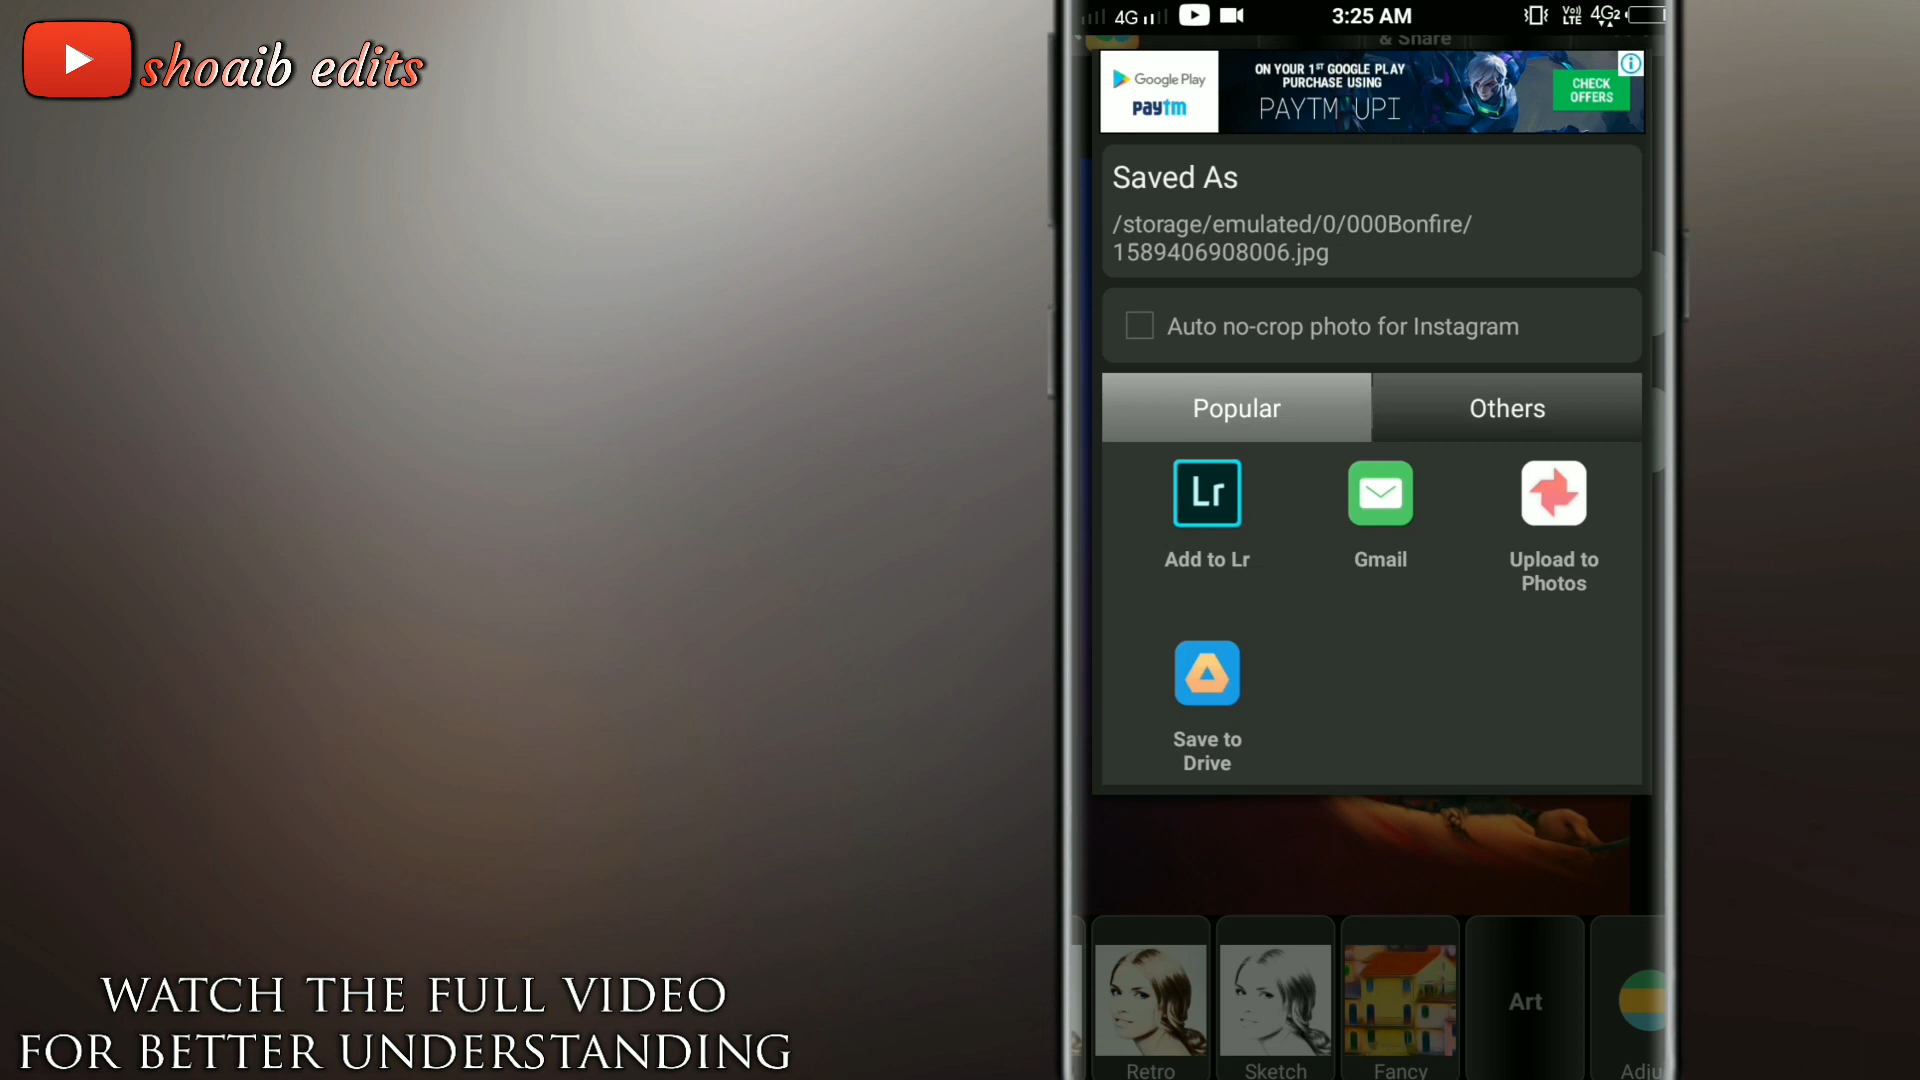 shoaib edits
4G
3:25 AM
VoLTE
4G2
& Share
Google Play
paytm
ON YOUR 1ST GOOGLE PLAY
PURCHASE USING
PAYTM UPI
CHECK
OFFERS
Saved As
/storage/emulated/0/000Bonfire/
1589406908006.jpg
Auto no-crop photo for Instagram
Popular
Others
Lr
Add to Lr
Gmail
Upload to
Photos
Save to
Drive
Art
Retro
Sketch
Fancy
Adju
WATCH THE FULL VIDEO
FOR BETTER UNDERSTANDING